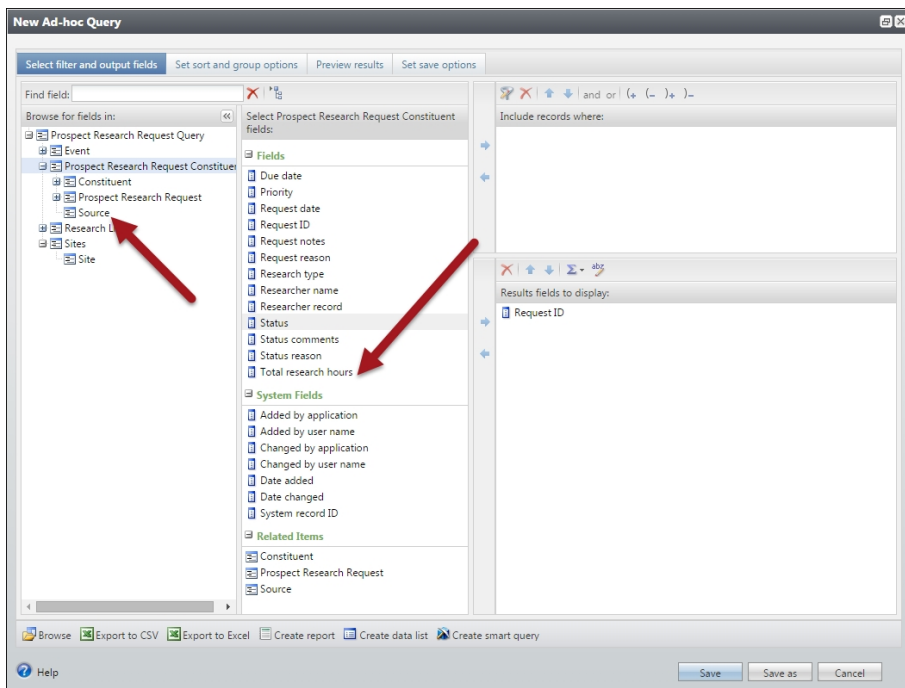 New Ad-hoc Query
Select filter and output fields Set sort and group options Preview results Set save options
Find field:
Browse for fields in:
Prospect Research Request Query
Event
Prospect Research Request Constituer
Constituent
Prospect Research Request
Source
Research L
Sites
Site
Select Prospect Research Request Constituent
fields:
Fields
Due date
Priority
Request date
Request ID
Request notes
Request reason
Research type
Researcher name
Researcher record
Status
Status comments
Status reason
Total research hours
System Fields
Added by application
Added by user name
Changed by application
Changed by user name
Date added
Date changed
System record ID
Related Items
Constituent
Prospect Research Request
Source
and or (+ (- )+ )-
Include records where:
Σ abc
Results fields to display:
Request ID
Browse Export to CSV Export to Excel Create report Create data list Create smart query
Help
Save Save as Cancel